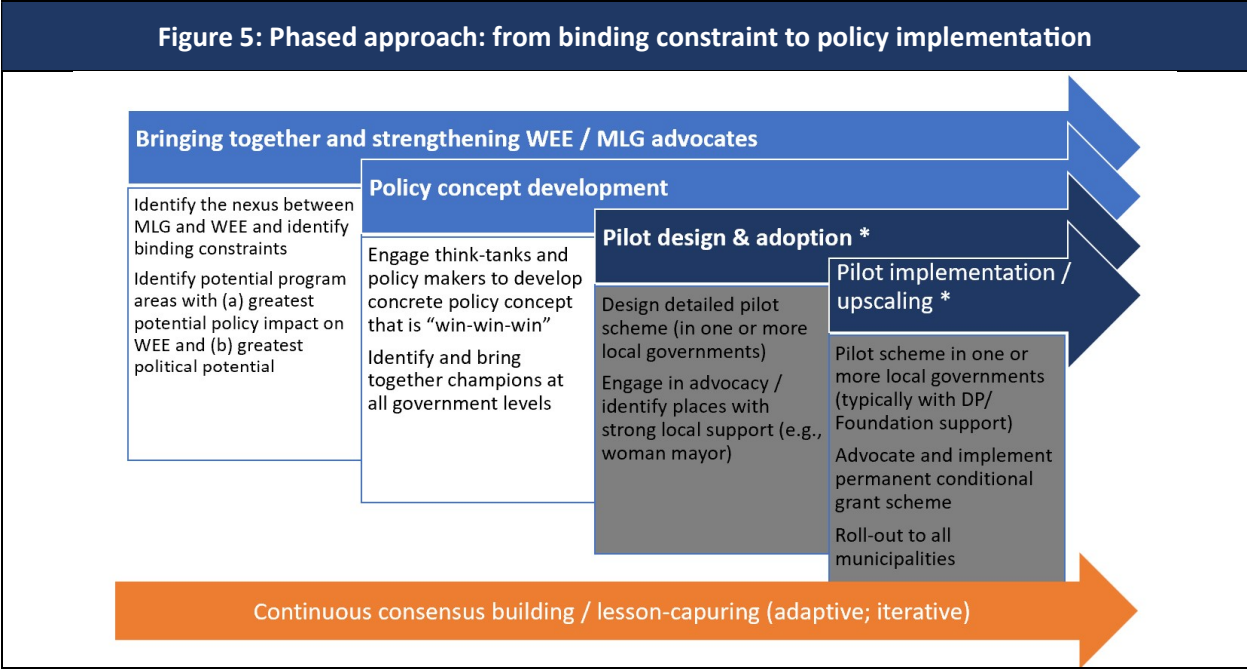 Figure 5: Phased approach: from binding constraint to policy implementation
Bringing together and strengthening WEE / MLG advocates
Identify the nexus between
MLG and WEE and identify
binding constraints
Identify potential program
areas with (a) greatest
potential policy impact on
WEE and (b) greatest
political potential
Policy concept development
Engage think-tanks and
policy makers to develop
concrete policy concept
that is “win-win-win”
Identify and bring
together champions at
all government levels
Pilot design & adoption *
Design detailed pilot
scheme (in one or more
local governments)
Engage in advocacy /
identify places with
strong local support (e.g.,
woman mayor)
Pilot implementation /
upscaling *
Pilot scheme in one or
more local governments
(typically with DP/
Foundation support)
Advocate and implement
permanent conditional
grant scheme
Roll-out to all
municipalities
Continuous consensus building / lesson-capuring (adaptive; iterative)